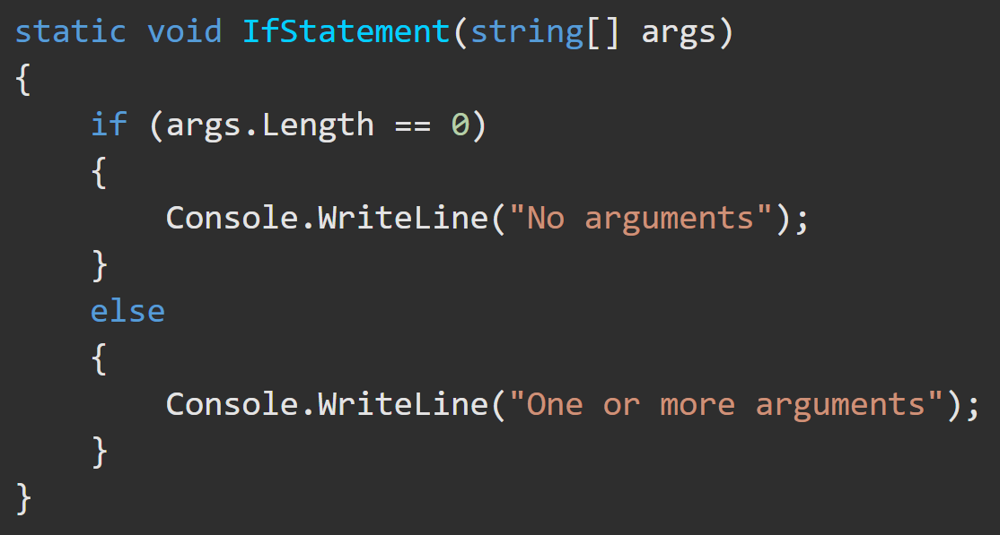 static void IfStatement(string[] args)
{
    if (args.Length == 0)
    {
        Console.WriteLine("No arguments");
    }
    else
    {
        Console.WriteLine("One or more arguments");
    }
}